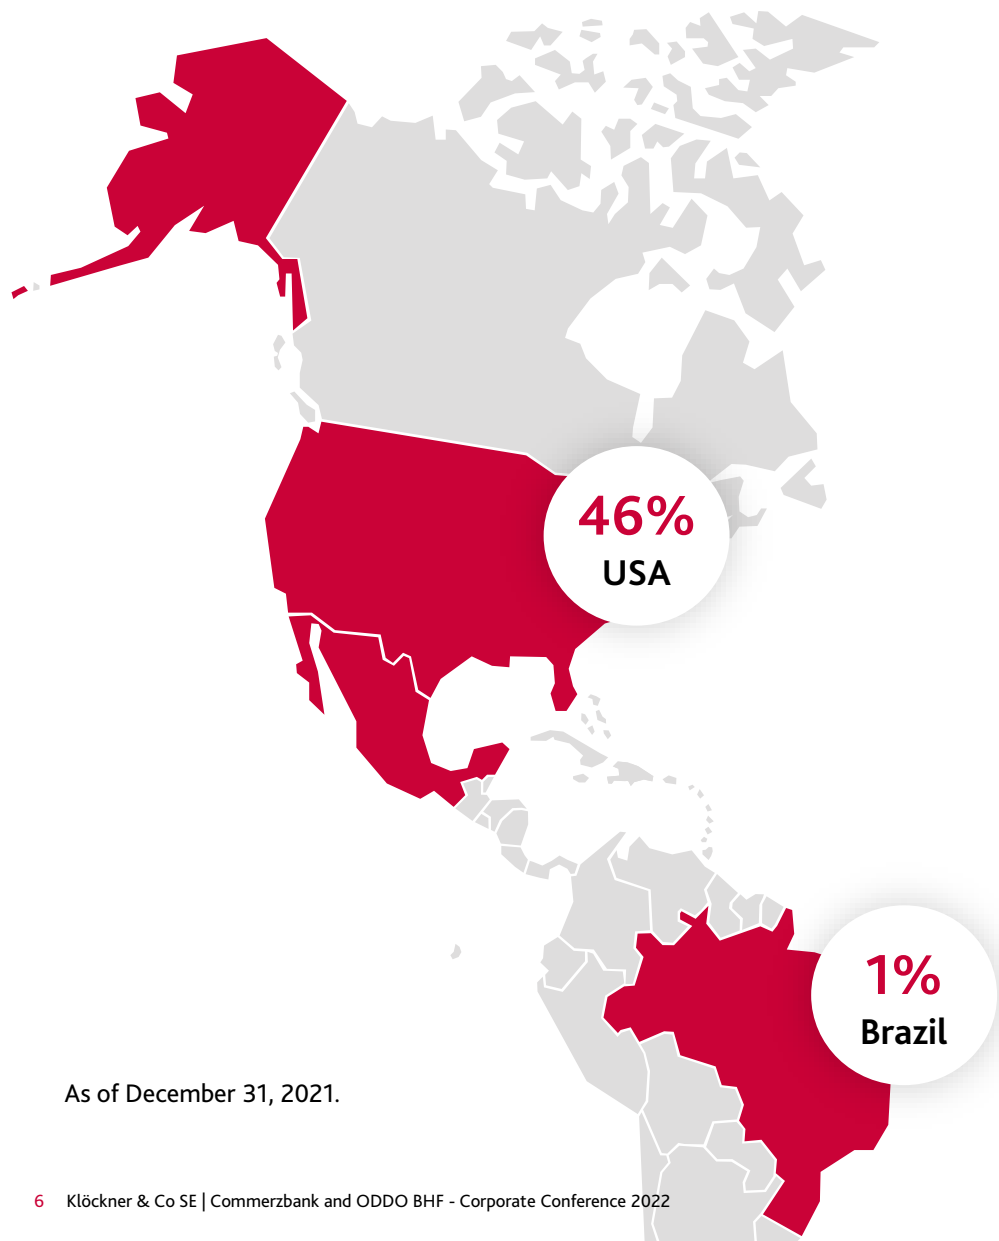 46%
USA
1%
Brazil
As of December 31, 2021.
6 Klöckner & Co SE | Commerzbank and ODDO BHF - Corporate Conference 2022